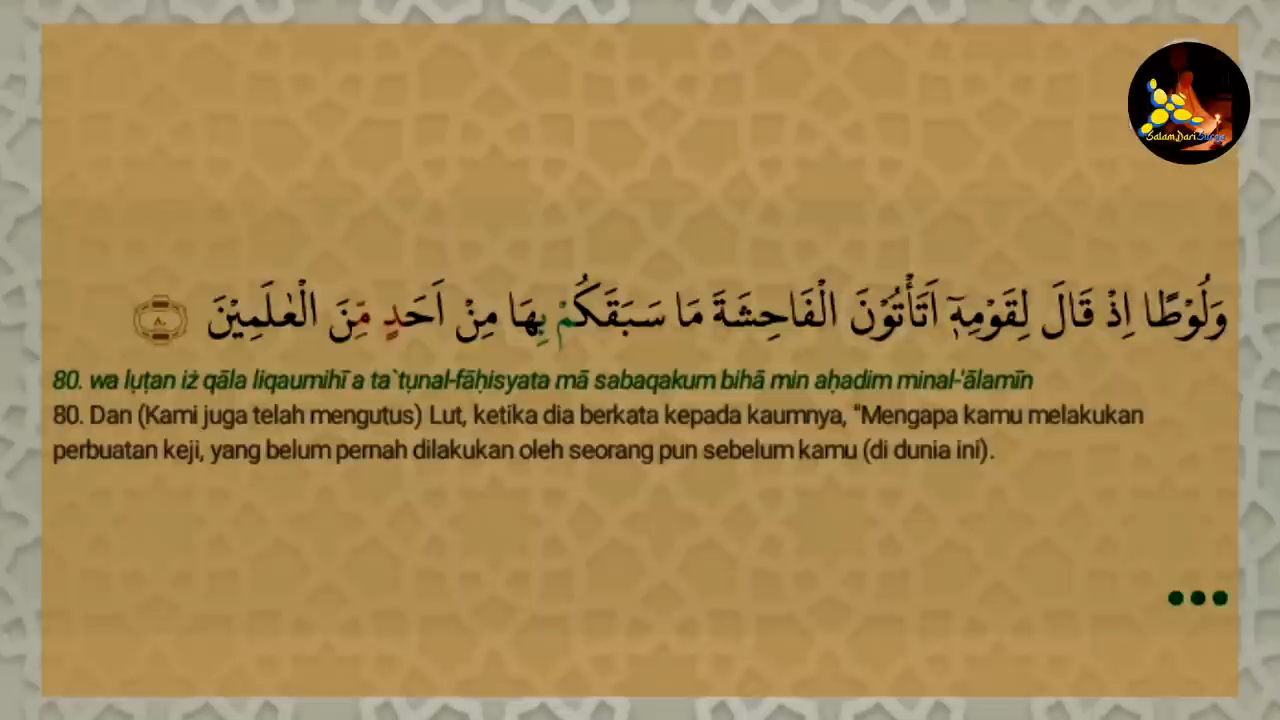 SalamDariSurga
وَلُوْطًا اِذْ قَالَ لِقَوْمِهٖٓ اَتَأْتُوْنَ الْفَاحِشَةَ مَا سَبَقَكُمْ بِهَا مِنْ اَحَدٍ مِّنَ الْعٰلَمِيْنَ ٨٠
80. wa lụṭan iż qāla liqaumihī a ta`tụnal-fāḥisyata mā sabaqakum bihā min aḥadim minal-'ālamīn
80. Dan (Kami juga telah mengutus) Lut, ketika dia berkata kepada kaumnya, "Mengapa kamu melakukan
perbuatan keji, yang belum pernah dilakukan oleh seorang pun sebelum kamu (di dunia ini).